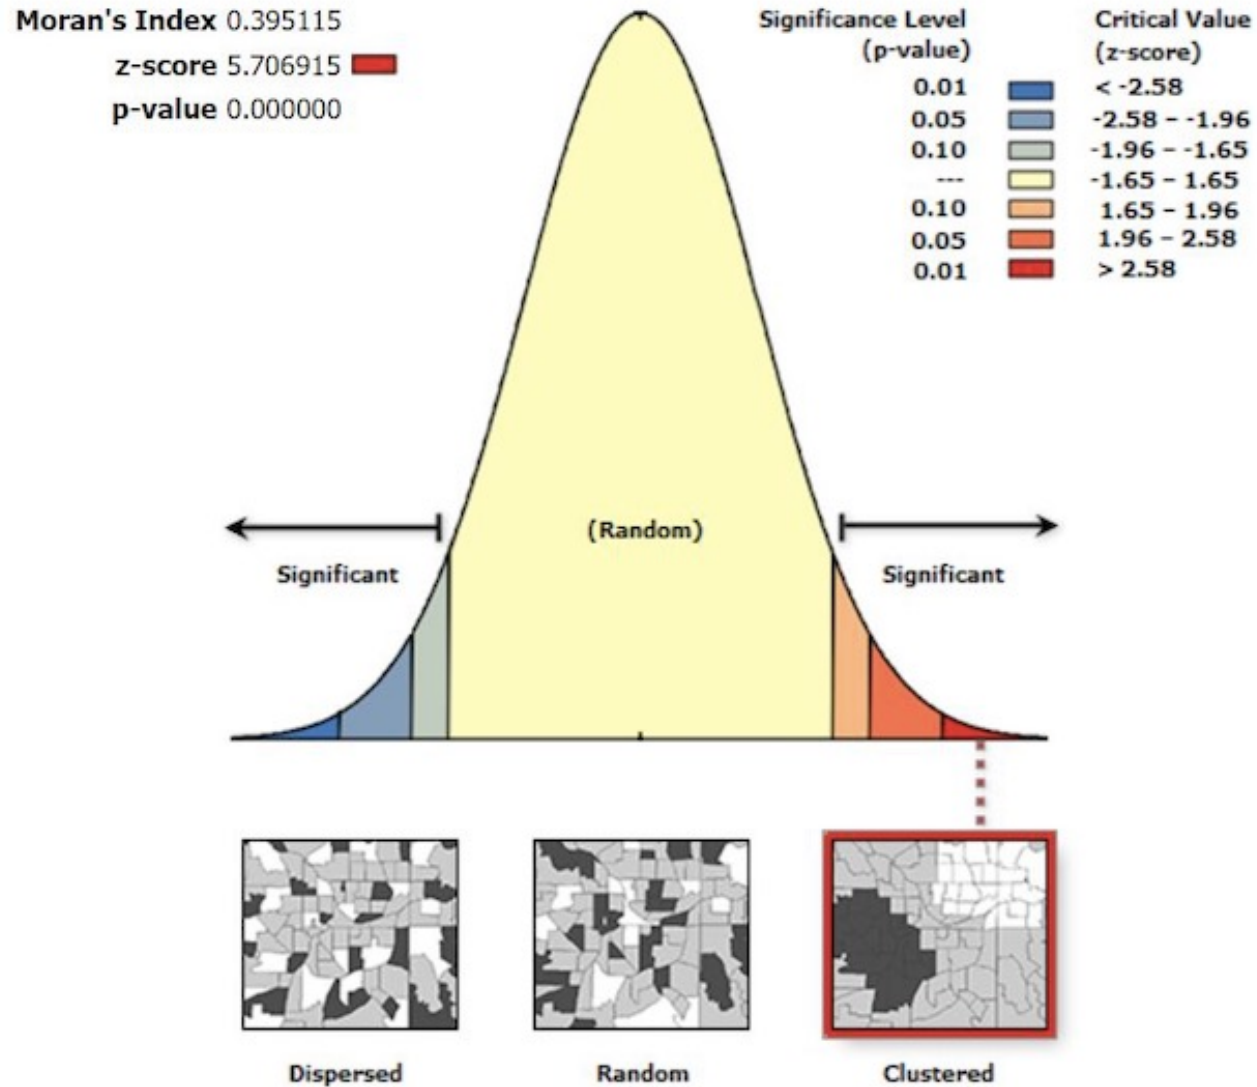 Moran's Index 0.395115
z-score 5.706915
p-value 0.000000
Significance Level
(p-value)
Critical Value
(z-score)
0.01 < -2.58
0.05 -2.58 – -1.96
0.10 -1.96 – -1.65
--- -1.65 – 1.65
0.10 1.65 – 1.96
0.05 1.96 – 2.58
0.01 > 2.58
(Random)
Significant
Significant
Dispersed
Random
Clustered